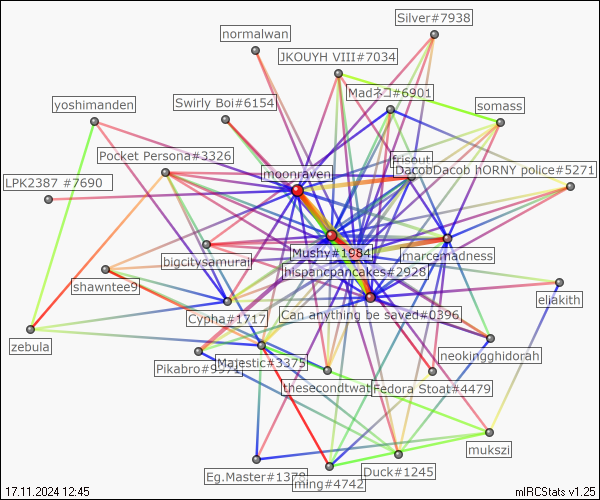 Silver#7938
normalwan
JKOUYH VIII#7034
Madネコ#6901
yoshimanden
Swirly Boi#6154
somass
Pocket Persona#3326
frisout
DacobDacob hORNY police#5271
moonraven
LPK2387 #7690
Mushy#1984
marcemadness
bigcitysamurai
hispancpancakes#2928
shawntee9
eliakith
Cypha#1717
Can anything be saved#0396
zebula
neokingghidorah
Pikabro#9971
Majestic#3375
thesecondtwat
Fedora Stoat#4479
mukszi
Duck#1245
Eg.Master#1378
ming#4742
17.11.2024 12:45
mIRCStats v1.25